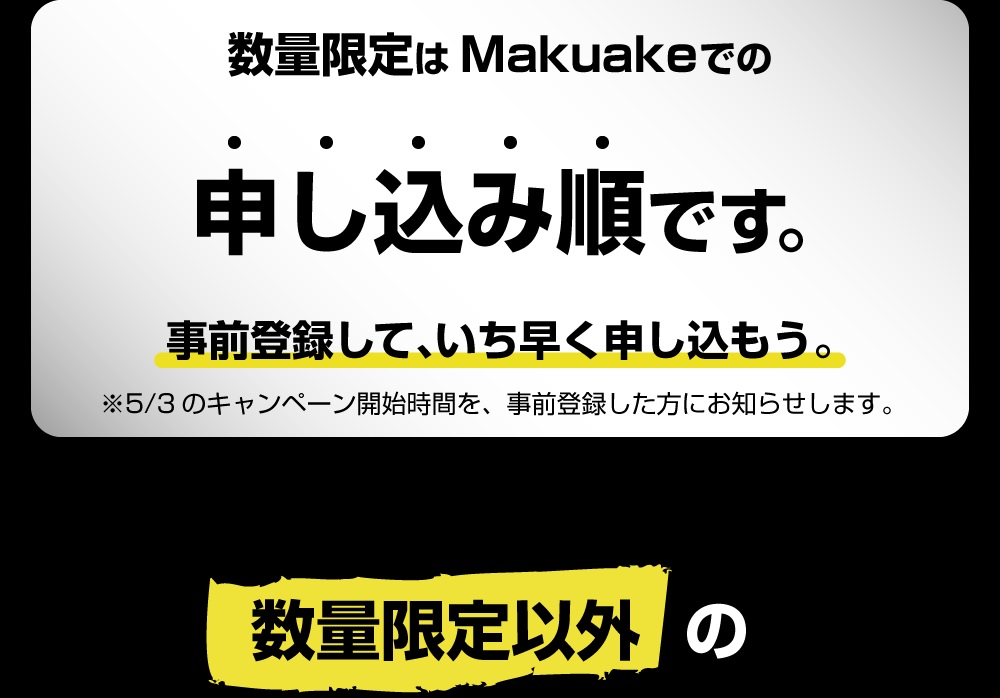 数量限定は Makuakeでの
申し込み順です。
事前登録して、いち早く申し込もう。
※5/3 のキャンペーン開始時間を、事前登録した方にお知らせします。
数量限定以外 の